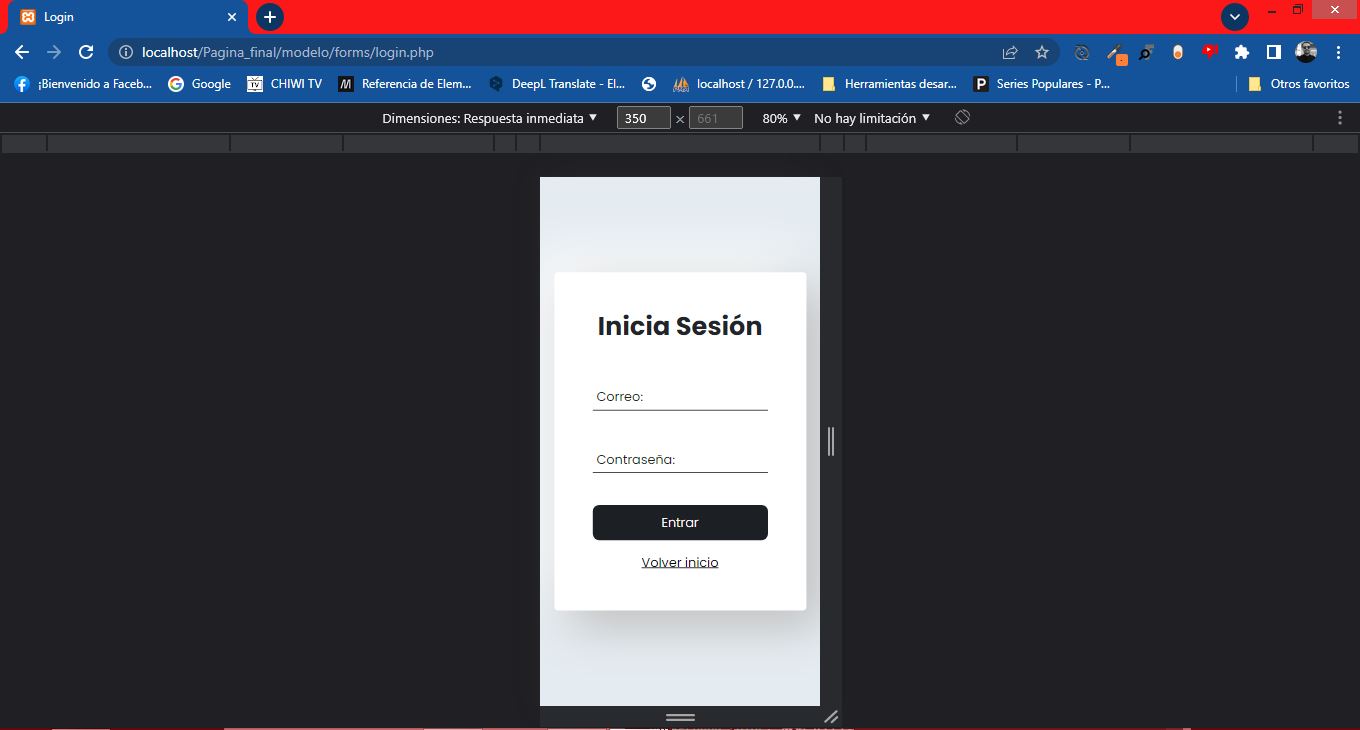 Login
localhost/Pagina_final/modelo/forms/login.php
¡Bienvenido a Faceb... Google CHIWI TV Referencia de Elem... DeepL Translate - El... localhost / 127.0.0.... Herramientas desar... Series Populares - P... Otros favoritos
Dimensiones: Respuesta inmediata ▼ 350 × 661 80% ▼ No hay limitación ▼
Inicia Sesión
Correo:
Contraseña:
Entrar
Volver inicio